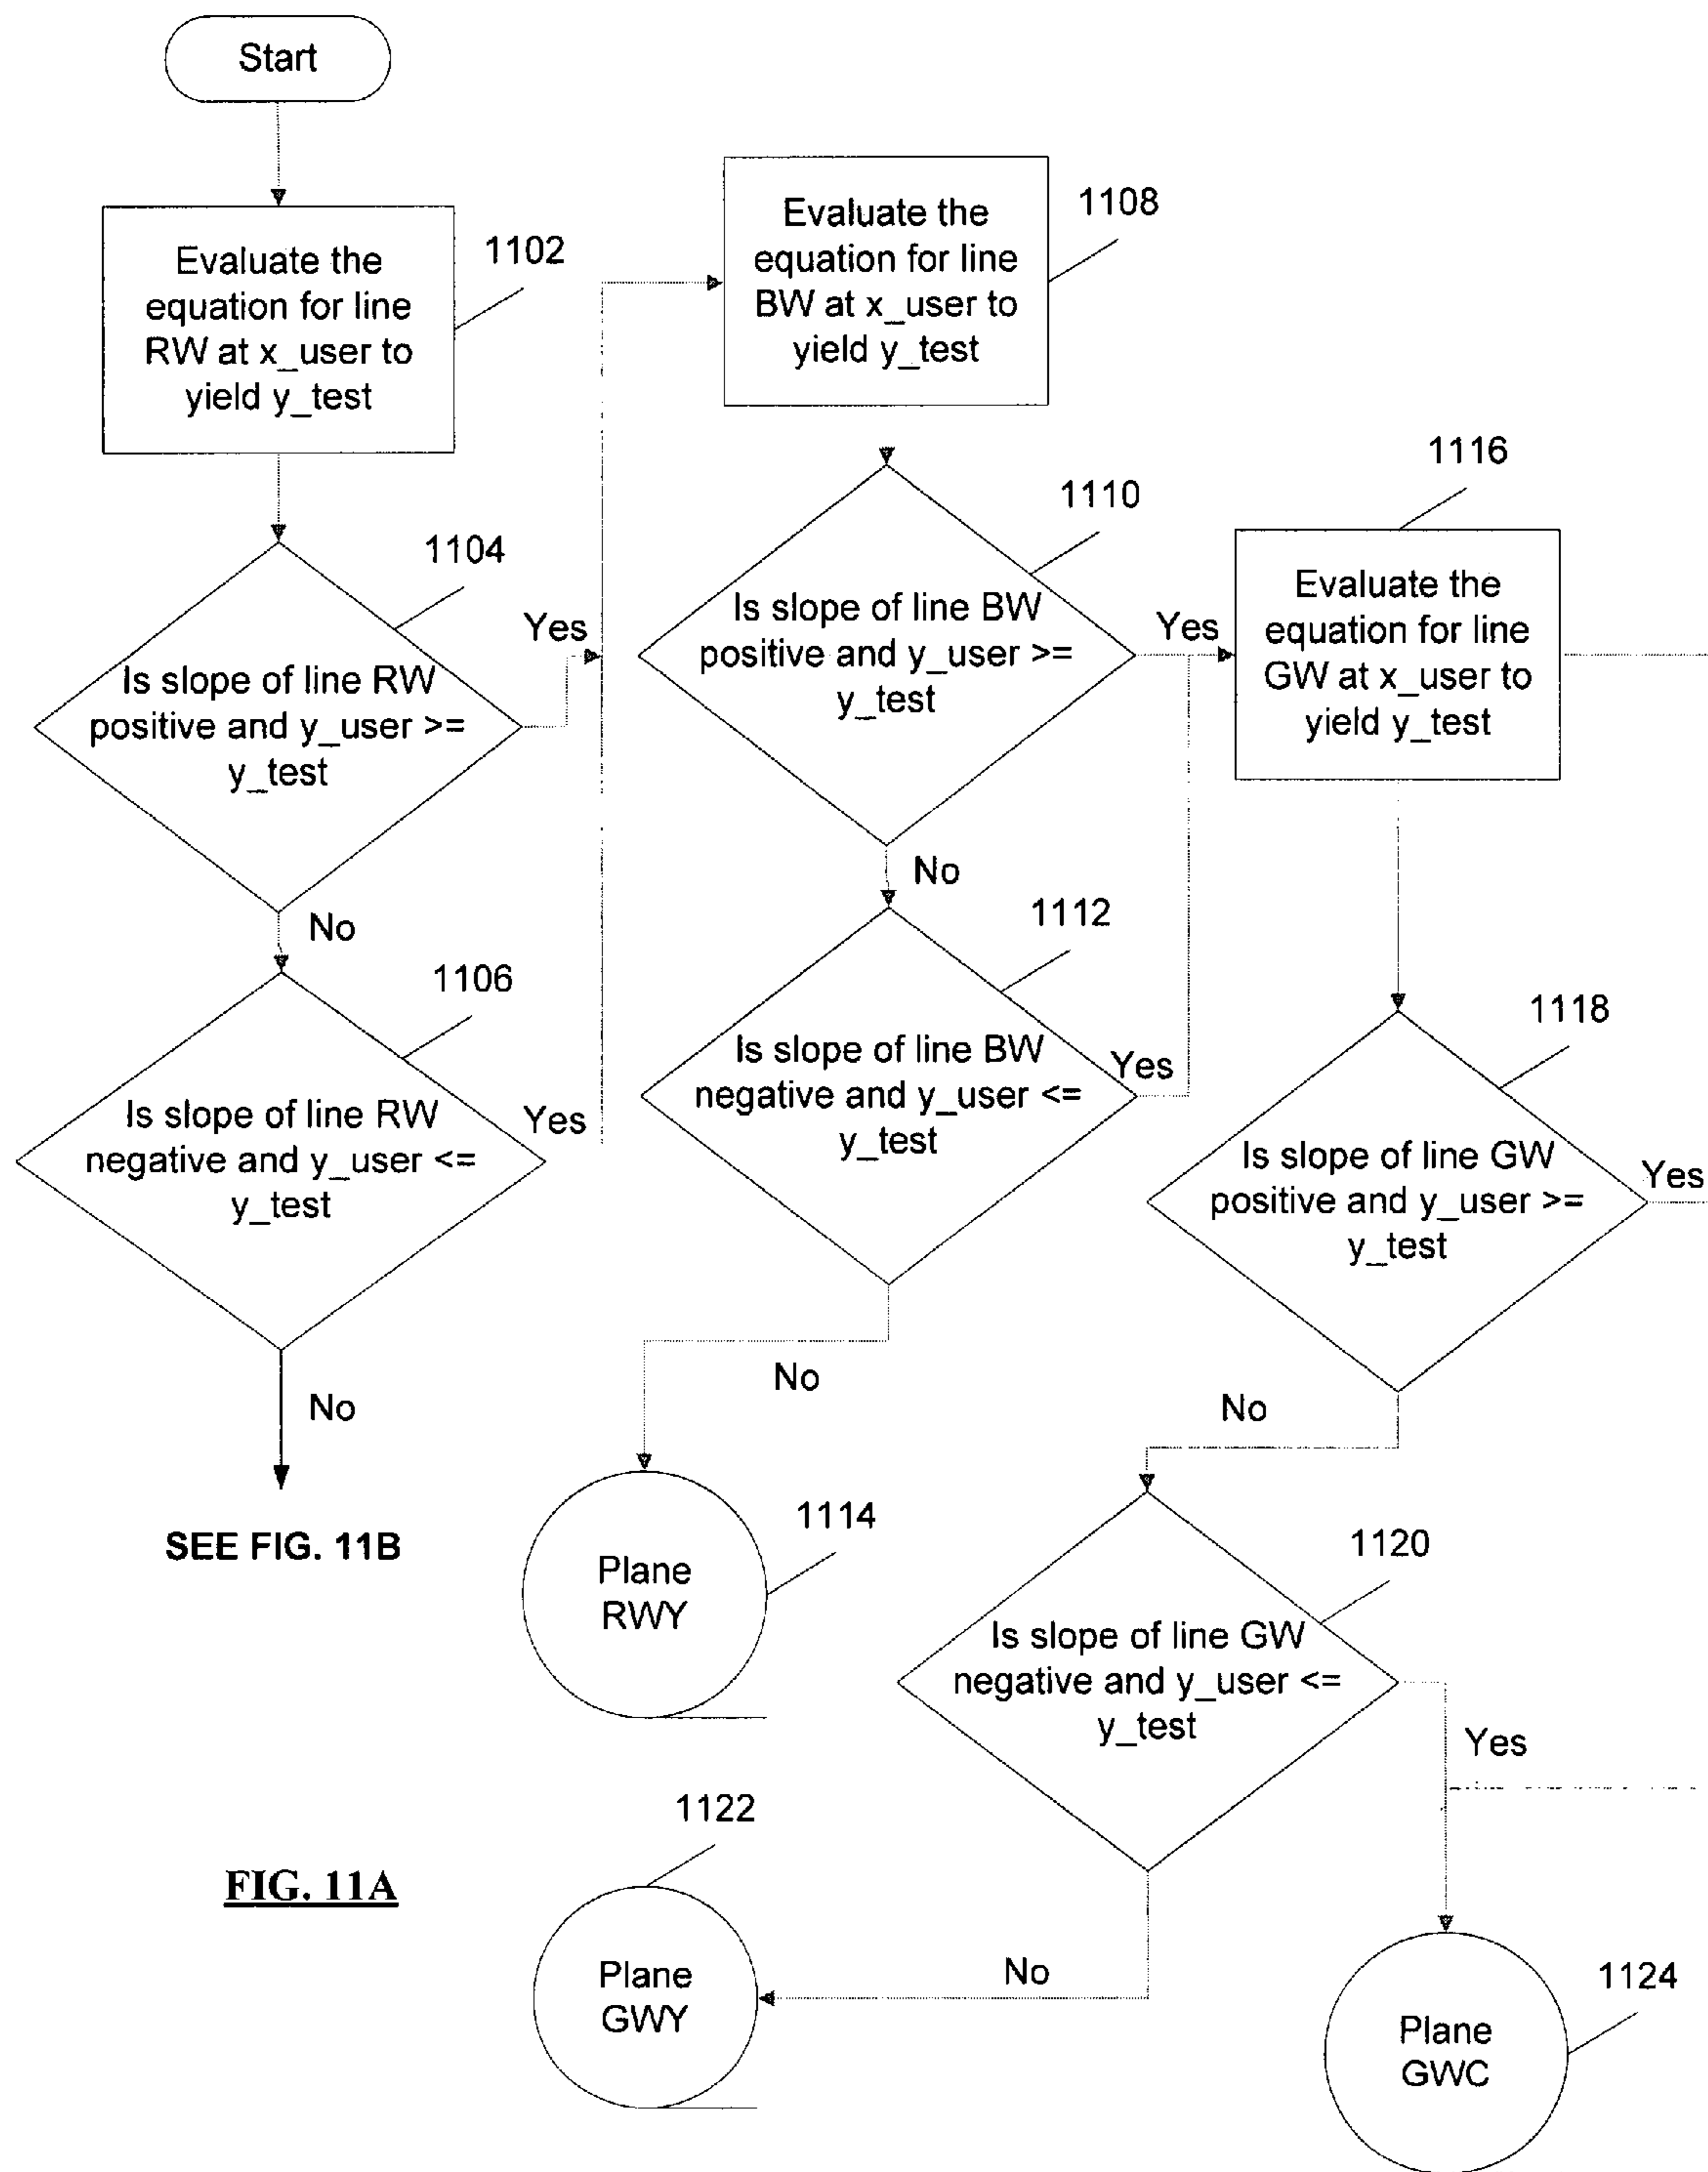 Start
Evaluate the
equation for line
RW at x_user to
yield y_test
1102
Is slope of line RW
positive and y_user >=
y_test
1104
Yes
No
Is slope of line RW
negative and y_user <=
y_test
1106
Yes
No
SEE FIG. 11B
Evaluate the
equation for line
BW at x_user to
yield y_test
1108
Is slope of line BW
positive and y_user >=
y_test
1110
Yes
No
Is slope of line BW
negative and y_user <=
y_test
1112
Yes
No
Plane
RWY
1114
Evaluate the
equation for line
GW at x_user to
yield y_test
1116
Is slope of line GW
positive and y_user >=
y_test
1118
Yes
No
Is slope of line GW
negative and y_user <=
y_test
1120
Yes
No
Plane
GWY
1122
Plane
GWC
1124
FIG. 11A